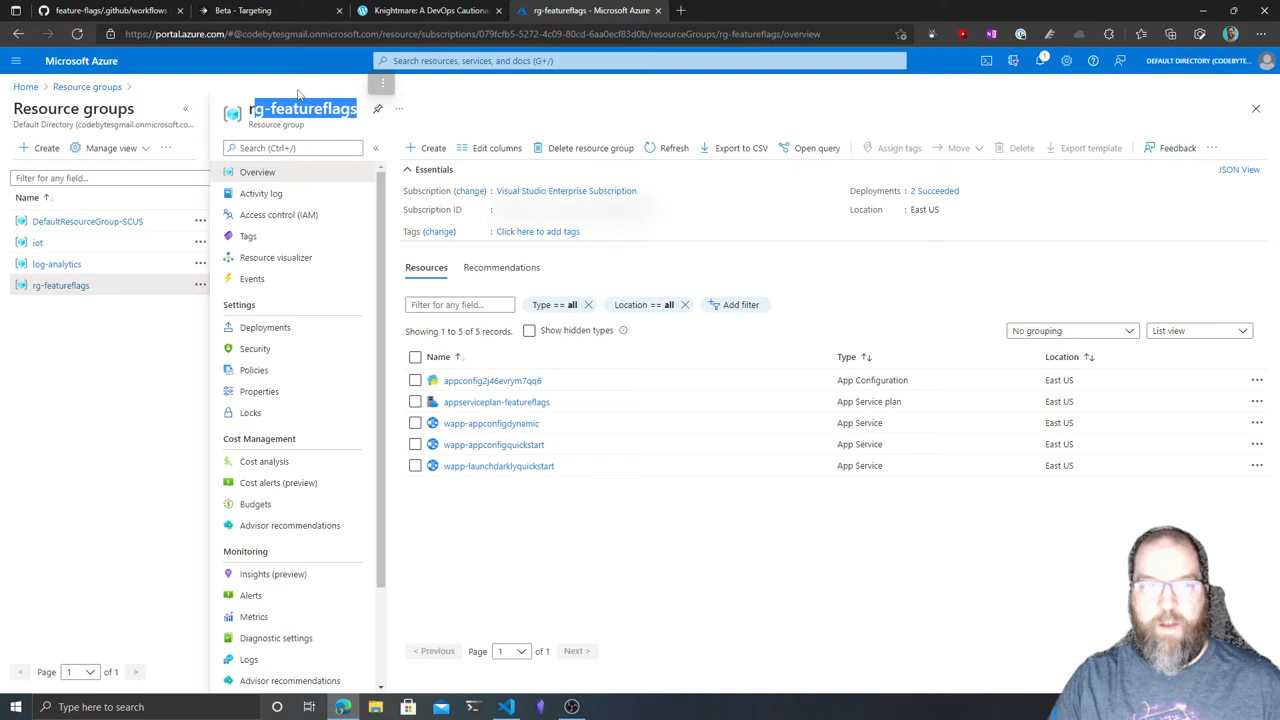 feature-flags/.github/workflows
Beta - Targeting
Knightmare: A DevOps Cautiona
rg-featureflags - Microsoft Azure
https://portal.azure.com/#@codebytesgmail.onmicrosoft.com/resource/subscriptions/079fcfb5-5272-4c09-80cd-6aa0ecf83d0b/resourceGroups/rg-featureflags/overview
Microsoft Azure
Search resources, services, and docs (G+/)
1
DEFAULT DIRECTORY (CODEBYTE...
Home > Resource groups >
Resource groups
Default Directory (codebytesgmail.onmicrosoft.co...
Create
Manage view
Filter for any field...
Name
DefaultResourceGroup-SCUS
iot
log-analytics
rg-featureflags
Page 1 of 1
rg-featureflags
Resource group
Search (Ctrl+/)
Overview
Activity log
Access control (IAM)
Tags
Resource visualizer
Events
Settings
Deployments
Security
Policies
Properties
Locks
Cost Management
Cost analysis
Cost alerts (preview)
Budgets
Advisor recommendations
Monitoring
Insights (preview)
Alerts
Metrics
Diagnostic settings
Logs
Advisor recommendations
Create Edit columns Delete resource group Refresh Export to CSV Open query Assign tags Move Delete Export template Feedback
Essentials
JSON View
Subscription (change) : Visual Studio Enterprise Subscription
Deployments : 2 Succeeded
Subscription ID :
Location : East US
Tags (change) : Click here to add tags
Resources Recommendations
Filter for any field... Type == all Location == all Add filter
Showing 1 to 5 of 5 records. Show hidden types
No grouping List view
Name Type Location
appconfig2j46evrym7qq6 App Configuration East US
appserviceplan-featureflags App Service plan East US
wapp-appconfigdynamic App Service East US
wapp-appconfigquickstart App Service East US
wapp-launchdarklyquickstart App Service East US
< Previous Page 1 of 1 Next >
Type here to search